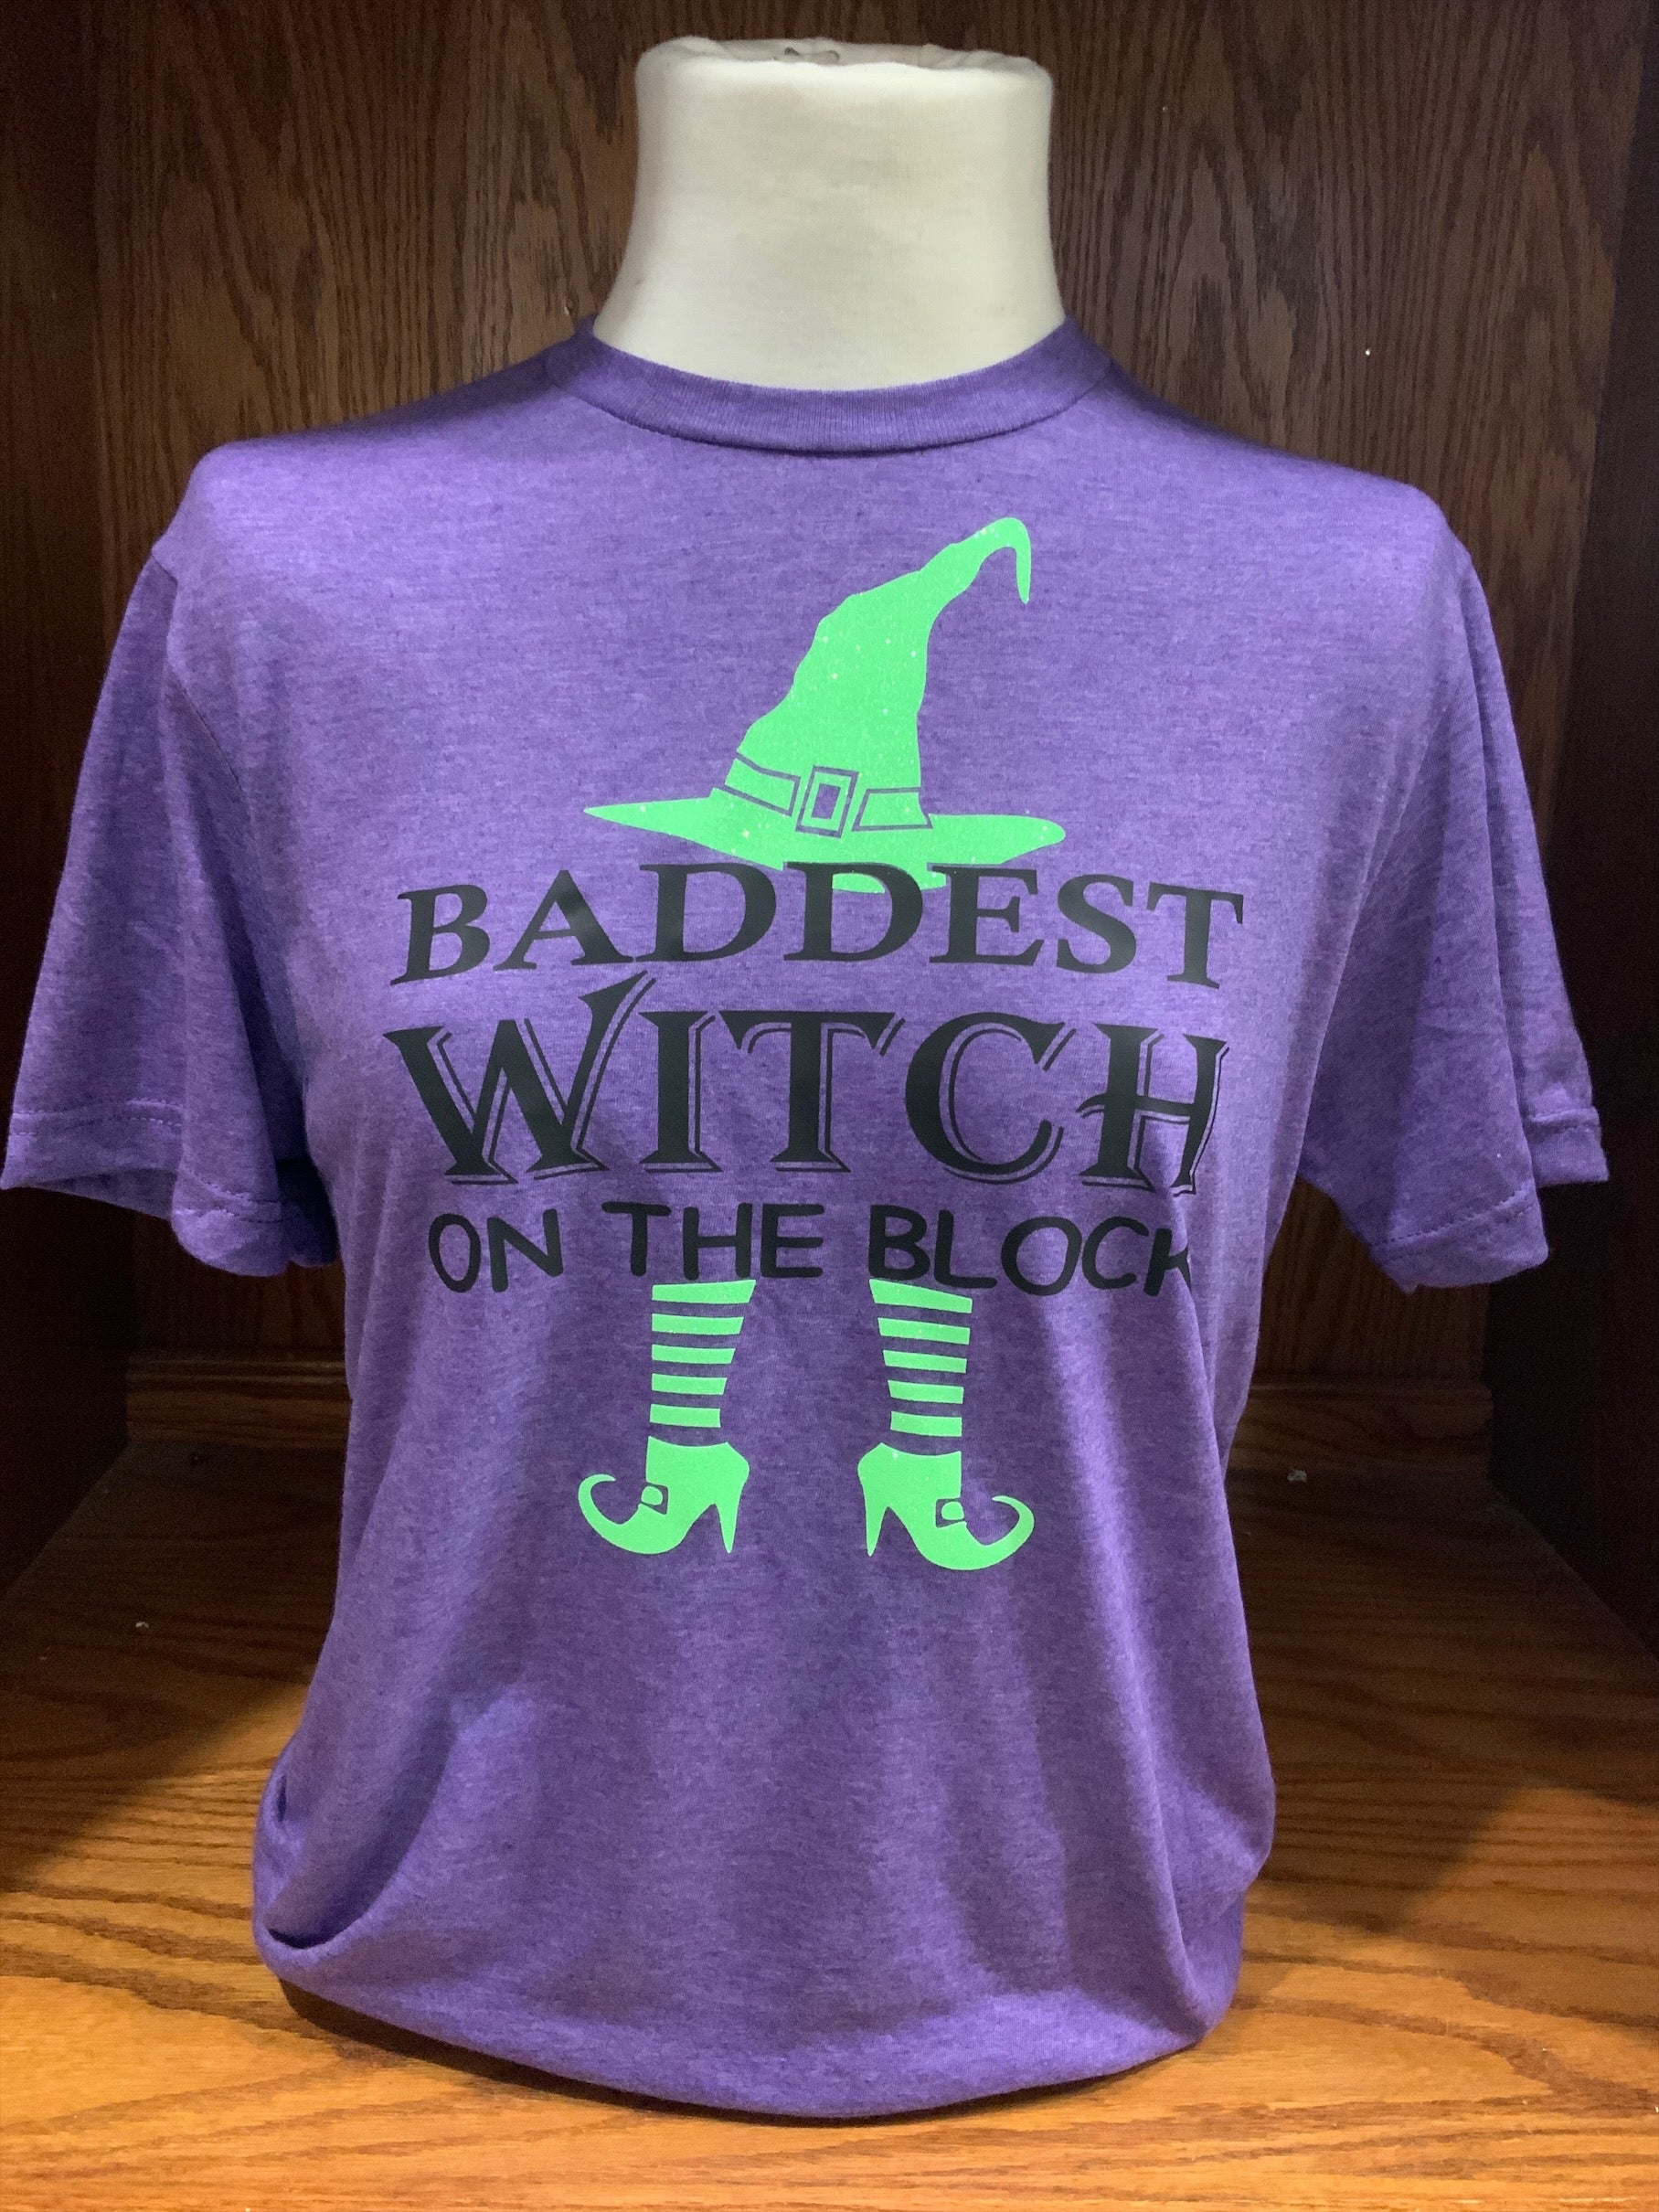 BADDEST
WITCH
ON THE BLOCK